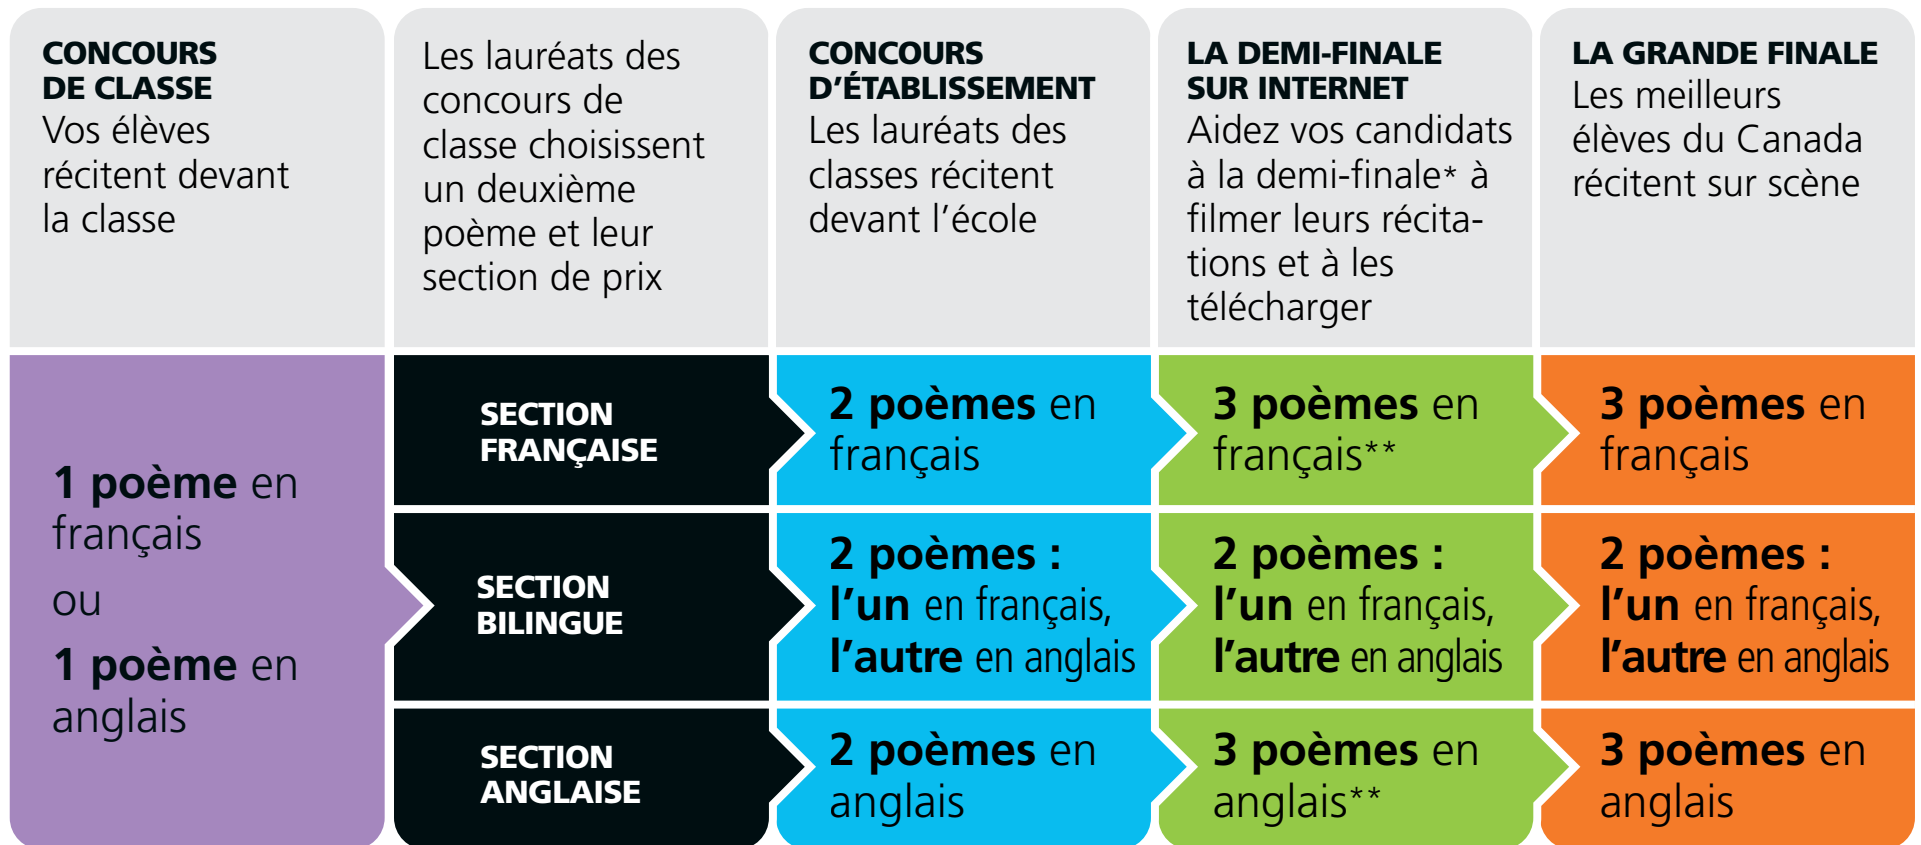 CONCOURS
DE CLASSE
Vos élèves
récitent devant
la classe
Les lauréats des
concours de
classe choisissent
un deuxième
poème et leur
section de prix
CONCOURS
D’ÉTABLISSEMENT
Les lauréats des
classes récitent
devant l’école
LA DEMI-FINALE
SUR INTERNET
Aidez vos candidats
à la demi-finale* à
filmer leurs récita-
tions et à les
télécharger
LA GRANDE FINALE
Les meilleurs
élèves du Canada
récitent sur scène
1 poème en
français
ou
1 poème en
anglais
SECTION
FRANÇAISE
2 poèmes en
français
3 poèmes en
français**
3 poèmes en
français
SECTION
BILINGUE
2 poèmes :
l’un en français,
l’autre en anglais
2 poèmes :
l’un en français,
l’autre en anglais
2 poèmes :
l’un en français,
l’autre en anglais
SECTION
ANGLAISE
2 poèmes en
anglais
3 poèmes en
anglais**
3 poèmes en
anglais